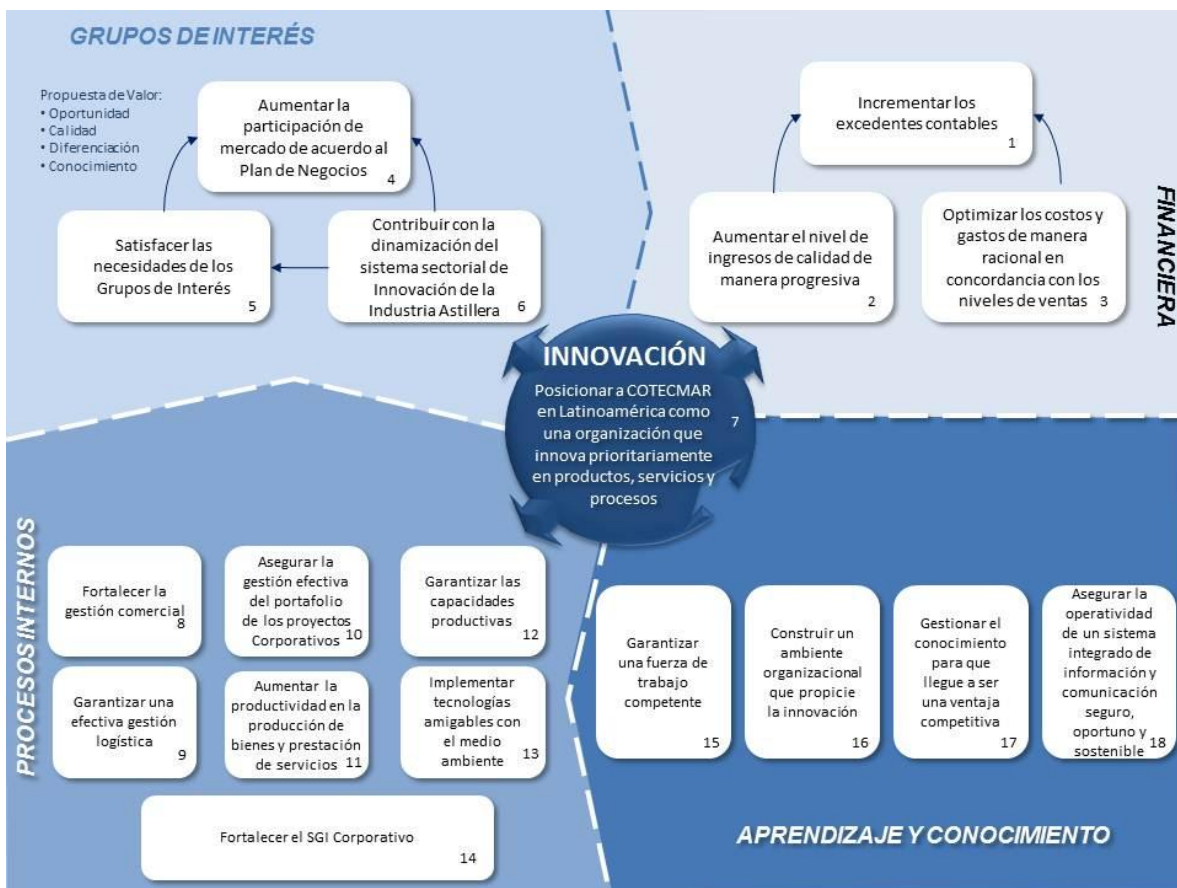 GRUPOS DE INTERÉS
Propuesta de Valor:
• Oportunidad
• Calidad
• Diferenciación
• Conocimiento
Aumentar la
participación de
mercado de acuerdo al
Plan de Negocios
4
Satisfacer las
necesidades de los
Grupos de Interés
5
Contribuir con la
dinamización del
sistema sectorial de
Innovación de la
Industria Astillera
6
FINANCIERA
Incrementar los
excedentes contables
1
Aumentar el nivel de
ingresos de calidad de
manera progresiva
2
Optimizar los costos y
gastos de manera
racional en
concordancia con los
niveles de ventas
3
INNOVACIÓN
Posicionar a COTECMAR
en Latinoamérica como
una organización que
innova prioritariamente
en productos, servicios y
procesos
7
PROCESOS INTERNOS
Fortalecer la
gestión comercial
8
Asegurar la
gestión efectiva
del portafolio
de los proyectos
Corporativos
10
Garantizar las
capacidades
productivas
12
Garantizar una
efectiva gestión
logística
9
Aumentar la
productividad en la
producción de
bienes y prestación
de servicios
11
Implementar
tecnologías
amigables con
el medio
ambiente
13
Fortalecer el SGI Corporativo
14
Garantizar
una fuerza de
trabajo
competente
15
Construir un
ambiente
organizacional
que propicie
la innovación
16
Gestionar el
conocimiento
para que
llegue a ser
una ventaja
competitiva
17
Asegurar la
operatividad
de un sistema
integrado de
información y
comunicación
seguro,
oportuno y
sostenible
18
APRENDIZAJE Y CONOCIMIENTO